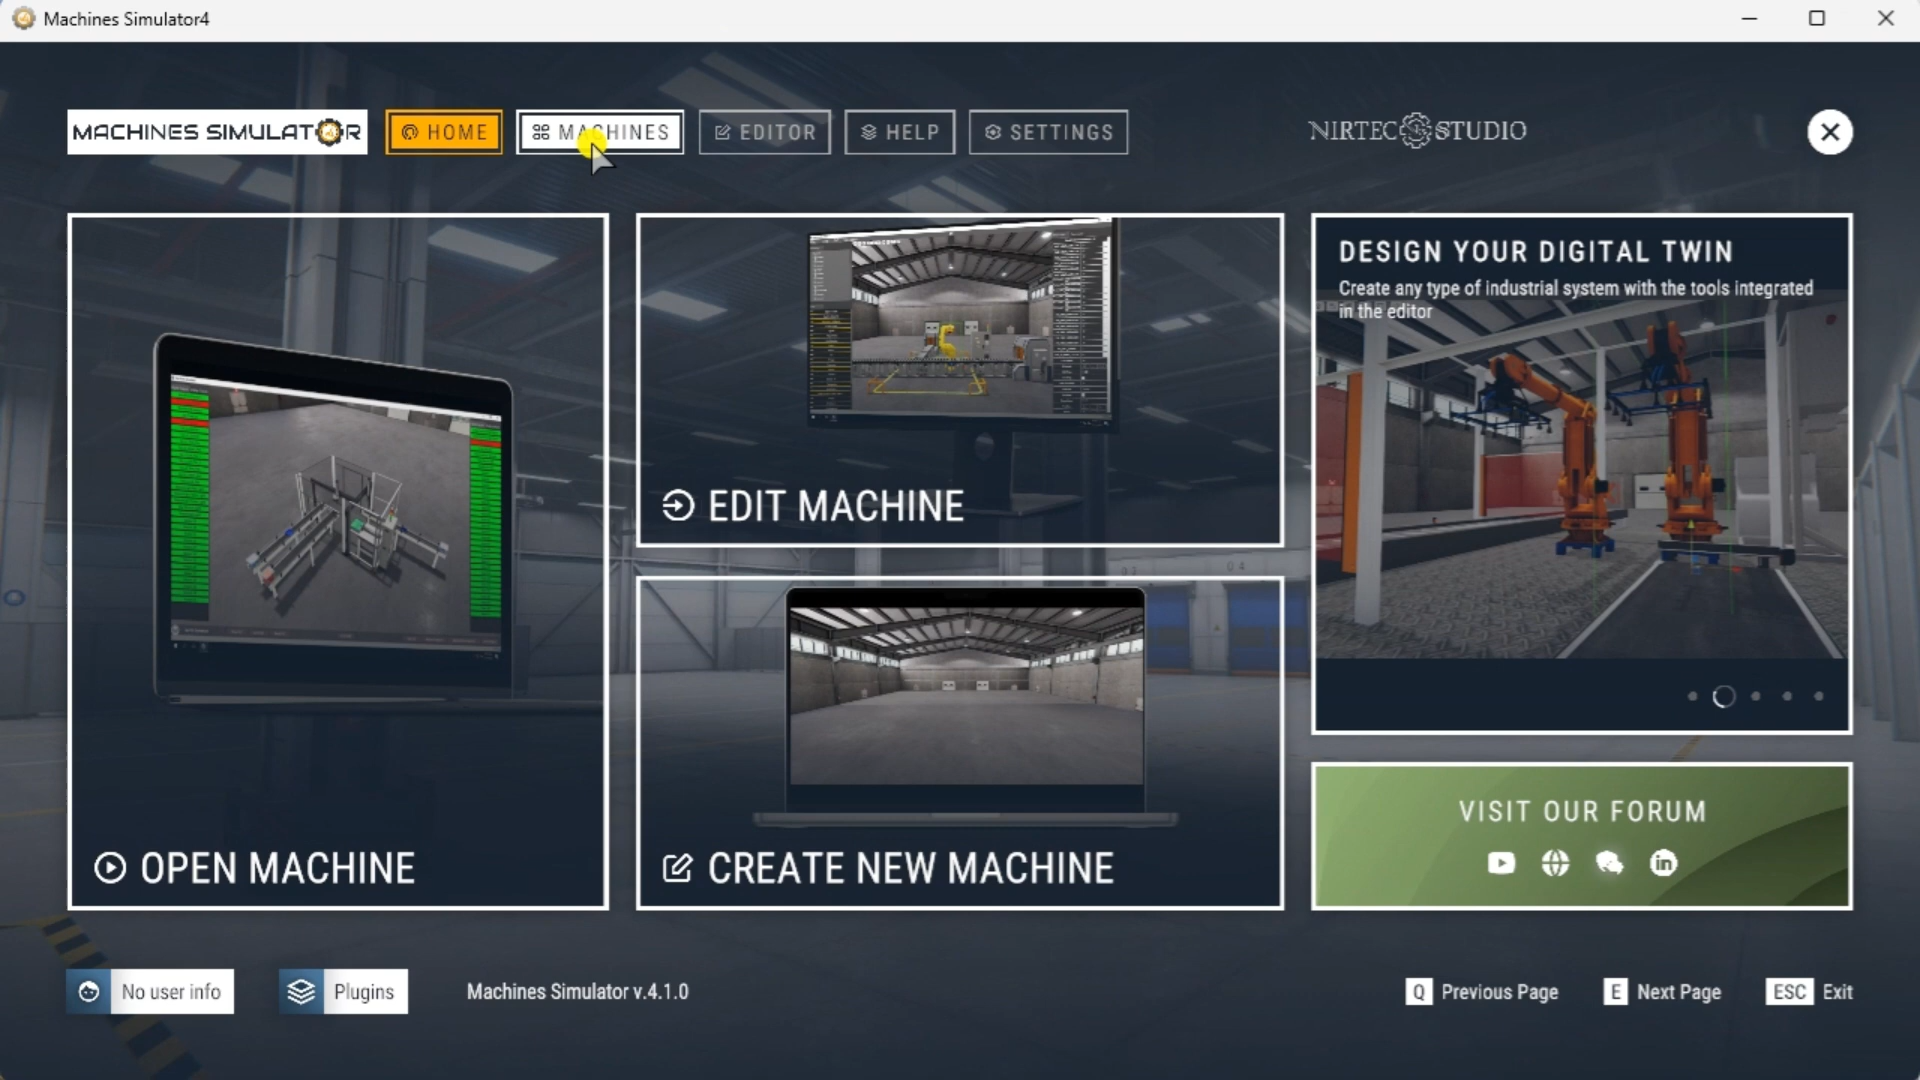 Machines Simulator4
MACHINES SIMULATOR
HOME
MACHINES
EDITOR
HELP
SETTINGS
NIRTEC STUDIO
DESIGN YOUR DIGITAL TWIN
Create any type of industrial system with the tools integrated
in the editor
EDIT MACHINE
OPEN MACHINE
CREATE NEW MACHINE
VISIT OUR FORUM
No user info
Plugins
Machines Simulator v.4.1.0
Q Previous Page
E Next Page
ESC Exit